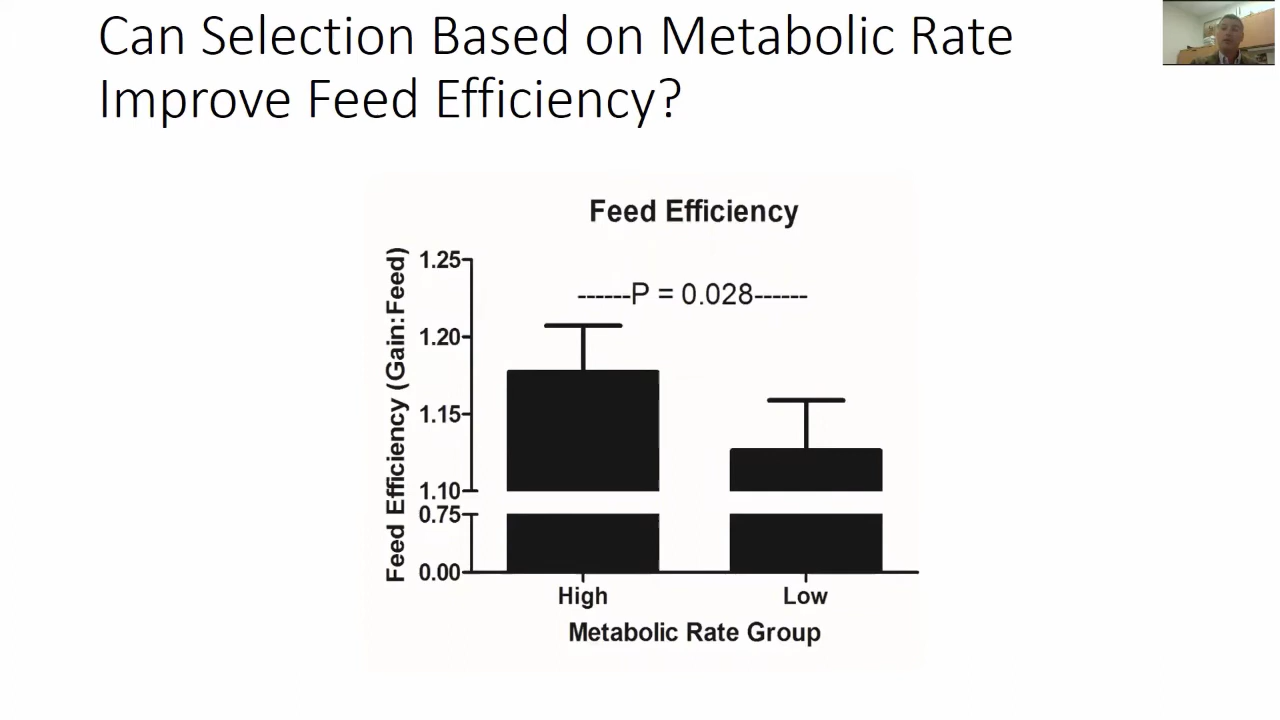 Can Selection Based on Metabolic Rate
Improve Feed Efficiency?
Feed Efficiency
------P = 0.028------
Feed Efficiency (Gain:Feed)
1.25
1.20
1.15
1.10
0.75
0.00
High
Low
Metabolic Rate Group